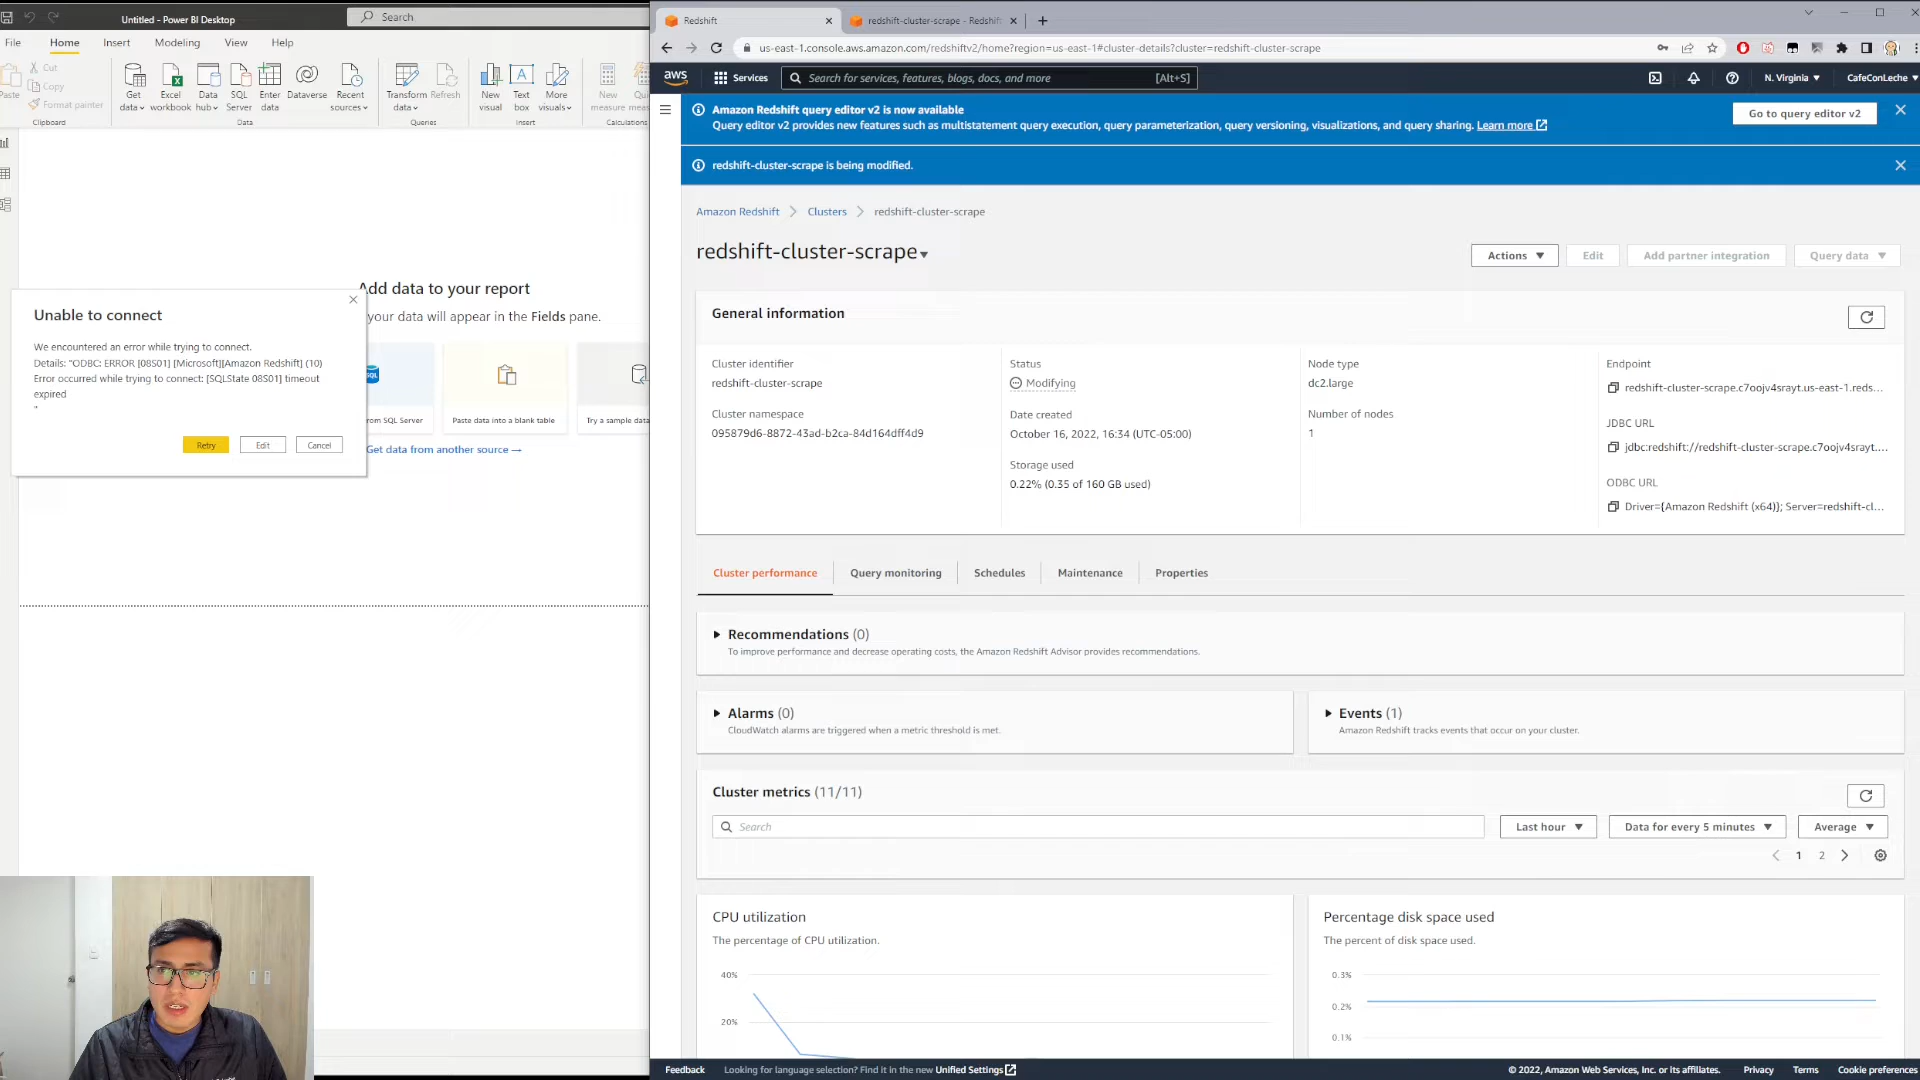 Untitled - Power BI Desktop
Search
File
Home
Insert
Modeling
View
Help
Cut
Copy
Format painter
Paste
Clipboard
Get data
Excel workbook
Data hub
SQL Server
Enter data
Dataverse
Recent sources
Data
Transform data
Refresh
Queries
New visual
Text box
More visuals
Insert
New measure
Calculations
Add data to your report
your data will appear in the Fields pane.
Unable to connect
We encountered an error while trying to connect.
Details: "ODBC: ERROR [08S01] [Microsoft][Amazon Redshift] (10)
Error occurred while trying to connect: [SQLState 08S01] timeout
expired
"
Retry
Edit
Cancel
SQL
from SQL Server
Paste data into a blank table
Try a sample data
Get data from another source →
Redshift
redshift-cluster-scrape - Redshift
us-east-1.console.aws.amazon.com/redshiftv2/home?region=us-east-1#cluster-details?cluster=redshift-cluster-scrape
aws
Services
Search for services, features, blogs, docs, and more
[Alt+S]
N. Virginia
CafeConLeche
Amazon Redshift query editor v2 is now available
Query editor v2 provides new features such as multistatement query execution, query parameterization, query versioning, visualizations, and query sharing. Learn more
Go to query editor v2
redshift-cluster-scrape is being modified.
Amazon Redshift
Clusters
redshift-cluster-scrape
redshift-cluster-scrape
Actions
Edit
Add partner integration
Query data
General information
Cluster identifier
redshift-cluster-scrape
Cluster namespace
095879d6-8872-43ad-b2ca-84d164dff4d9
Status
Modifying
Date created
October 16, 2022, 16:34 (UTC-05:00)
Storage used
0.22% (0.35 of 160 GB used)
Node type
dc2.large
Number of nodes
1
Endpoint
redshift-cluster-scrape.c7oojv4srayt.us-east-1.reds...
JDBC URL
jdbc:redshift://redshift-cluster-scrape.c7oojv4srayt....
ODBC URL
Driver={Amazon Redshift (x64)}; Server=redshift-cl...
Cluster performance
Query monitoring
Schedules
Maintenance
Properties
Recommendations (0)
To improve performance and decrease operating costs, the Amazon Redshift Advisor provides recommendations.
Alarms (0)
CloudWatch alarms are triggered when a metric threshold is met.
Events (1)
Amazon Redshift tracks events that occur on your cluster.
Cluster metrics (11/11)
Search
Last hour
Data for every 5 minutes
Average
1
2
CPU utilization
The percentage of CPU utilization.
40%
20%
Percentage disk space used
The percent of disk space used.
0.3%
0.2%
0.1%
Feedback
Looking for language selection? Find it in the new Unified Settings
© 2022, Amazon Web Services, Inc. or its affiliates.
Privacy
Terms
Cookie preferences